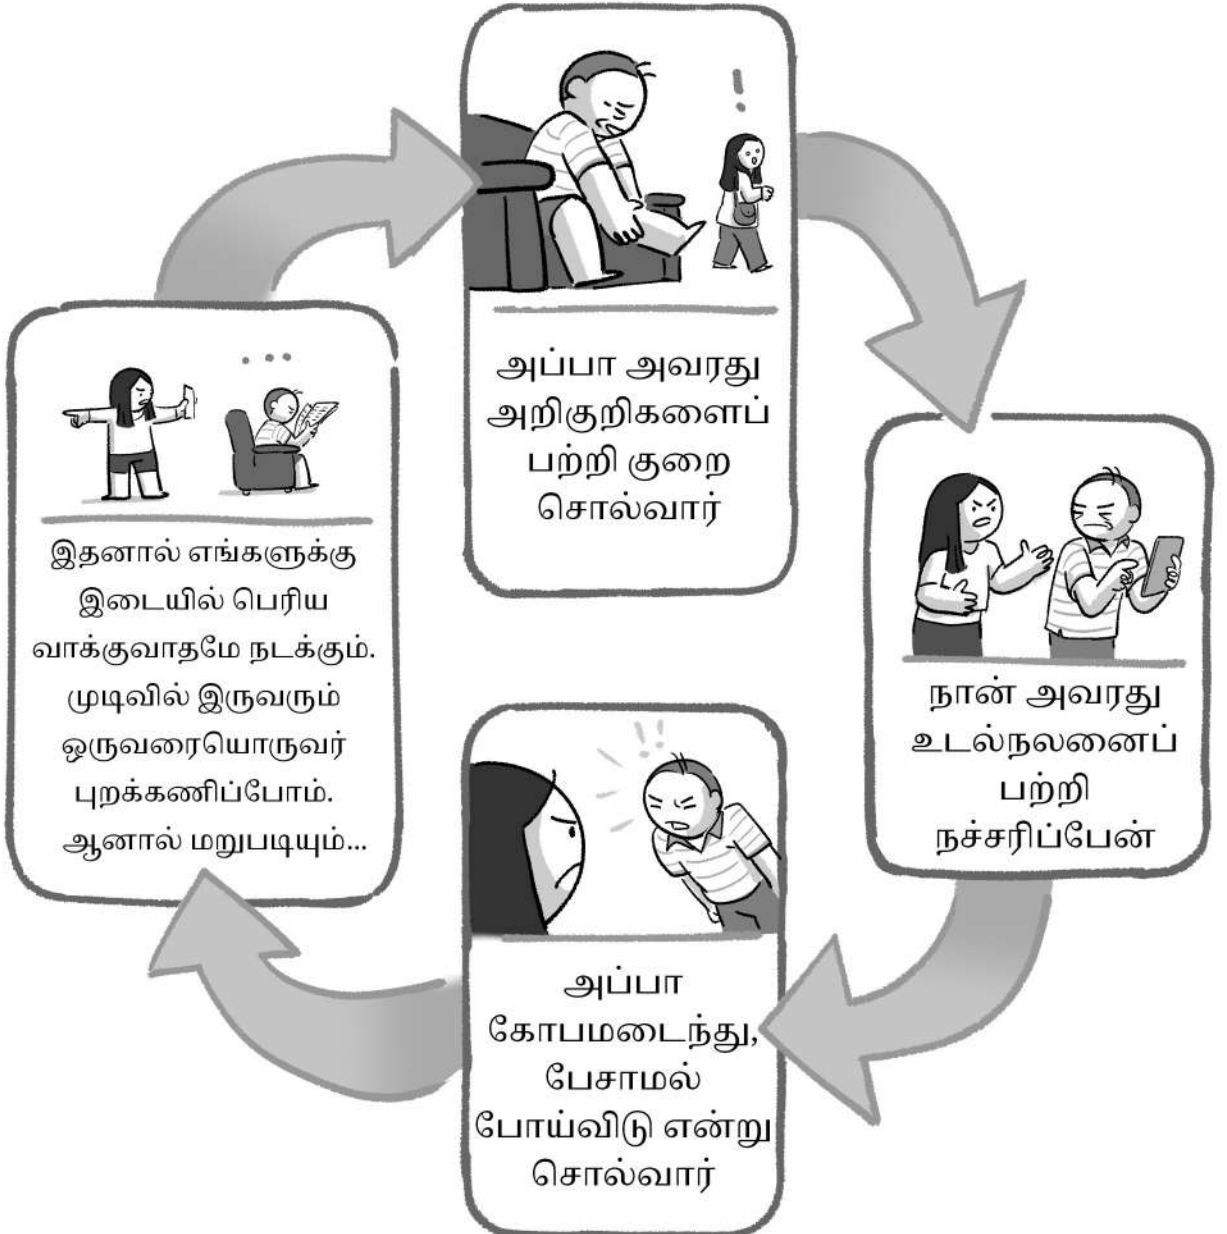 அப்பா அவரது
அறிகுறிகளைப்
பற்றி குறை
சொல்வார்
நான் அவரது
உடல்நலனைப்
பற்றி
நச்சரிப்பேன்
அப்பா
கோபமடைந்து,
பேசாமல்
போய்விடு என்று
சொல்வார்
இதனால் எங்களுக்கு
இடையில் பெரிய
வாக்குவாதமே நடக்கும்.
முடிவில் இருவரும்
ஒருவரையொருவர்
புறக்கணிப்போம்.
ஆனால் மறுபடியும்...